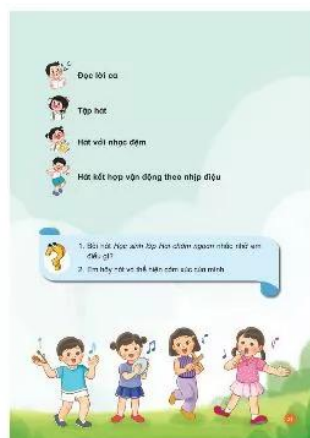 Đọc lời ca
Tập hát
Hát với nhạc đệm
Hát kết hợp vận động theo nhịp điệu
1. Bài hát Học sinh lớp Hai chăm ngoan nhắc nhở em
điều gì?
2. Em hãy hát và thể hiện cảm xúc của mình